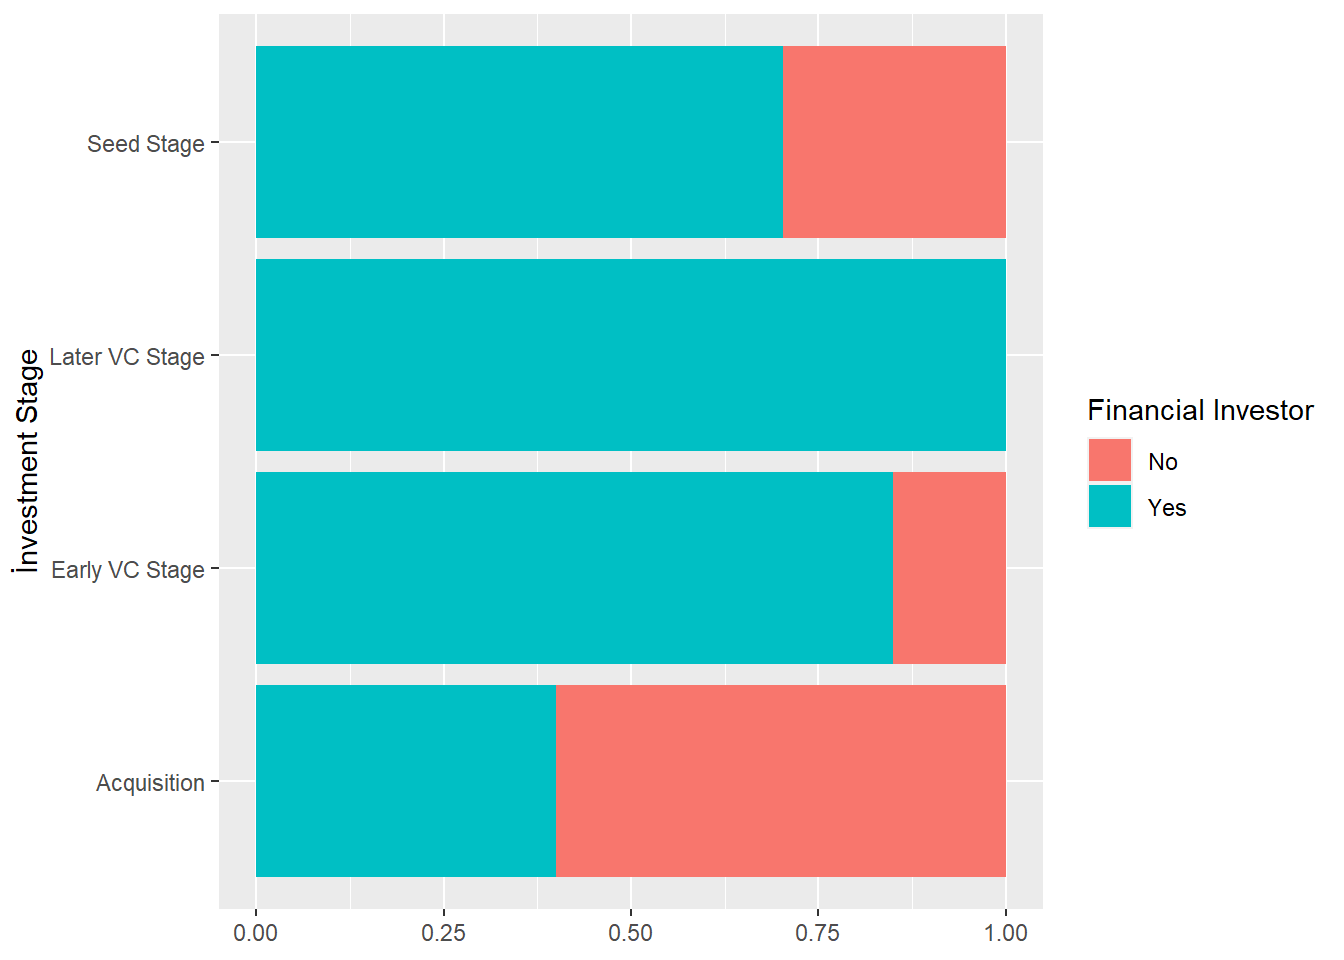 Seed Stage
Later VC Stage
Early VC Stage
Acquisition
İnvestment Stage
0.00 0.25 0.50 0.75 1.00
Financial Investor
No
Yes